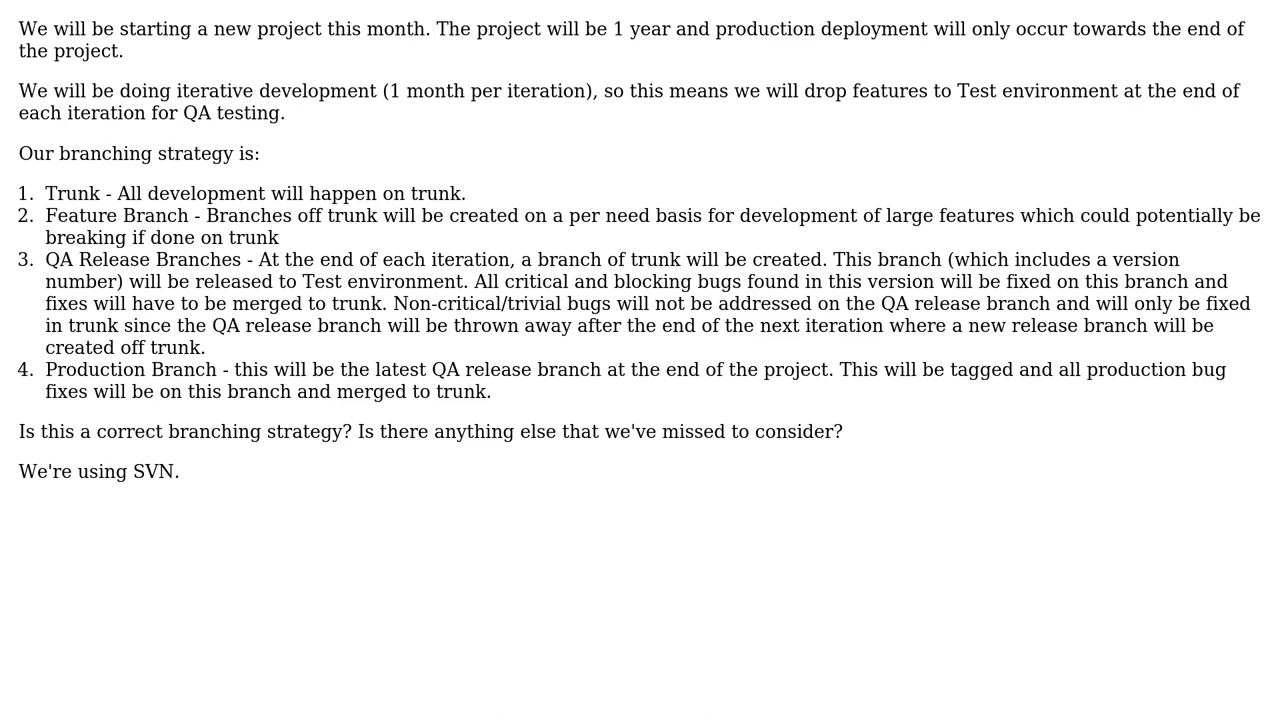 We will be starting a new project this month. The project will be 1 year and production deployment will only occur towards the end of
the project.
We will be doing iterative development (1 month per iteration), so this means we will drop features to Test environment at the end of
each iteration for QA testing.
Our branching strategy is:
1. Trunk - All development will happen on trunk.
2. Feature Branch - Branches off trunk will be created on a per need basis for development of large features which could potentially be
breaking if done on trunk
3. QA Release Branches - At the end of each iteration, a branch of trunk will be created. This branch (which includes a version
number) will be released to Test environment. All critical and blocking bugs found in this version will be fixed on this branch and
fixes will have to be merged to trunk. Non-critical/trivial bugs will not be addressed on the QA release branch and will only be fixed
in trunk since the QA release branch will be thrown away after the end of the next iteration where a new release branch will be
created off trunk.
4. Production Branch - this will be the latest QA release branch at the end of the project. This will be tagged and all production bug
fixes will be on this branch and merged to trunk.
Is this a correct branching strategy? Is there anything else that we've missed to consider?
We're using SVN.